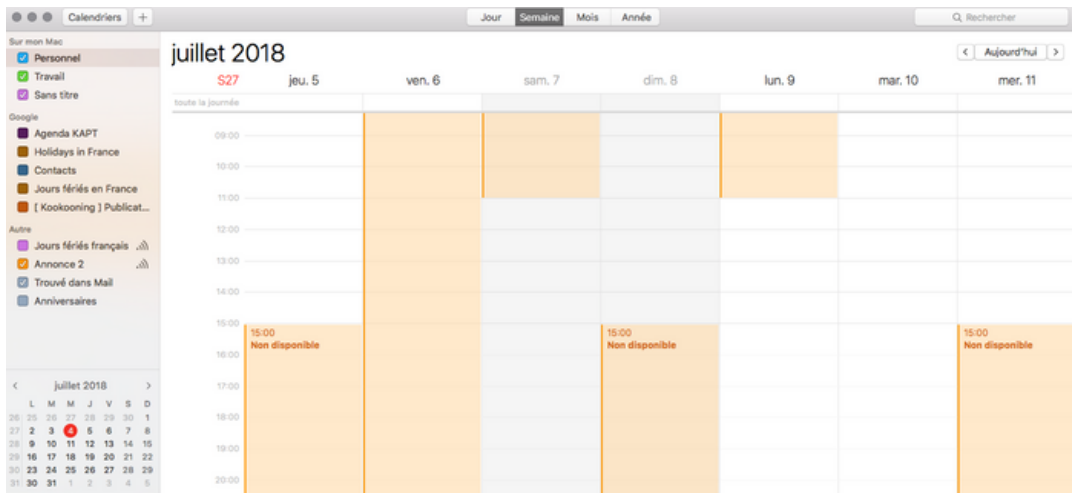 Calendriers +
Jour Semaine Mois Année
Rechercher
Sur mon Mac
Personnel
Travail
Sans titre
Google
Agenda KAPT
Holidays in France
Contacts
Jours fériés en France
[ Kookooning ] Publicat...
Autre
Jours fériés français
Annonce 2
Trouvé dans Mail
Anniversaires
< juillet 2018 >
L M M J V S D
26 25 26 27 28 29 30 1
27 2 3 4 5 6 7 8
28 9 10 11 12 13 14 15
29 16 17 18 19 20 21 22
30 23 24 25 26 27 28 29
31 30 31 1 2 3 4 5
juillet 2018
< Aujourd'hui >
S27 jeu. 5 ven. 6 sam. 7 dim. 8 lun. 9 mar. 10 mer. 11
toute la journée
09:00
10:00
11:00
12:00
13:00
14:00
15:00
15:00 15:00 15:00
Non disponible Non disponible Non disponible
16:00
17:00
18:00
19:00
20:00